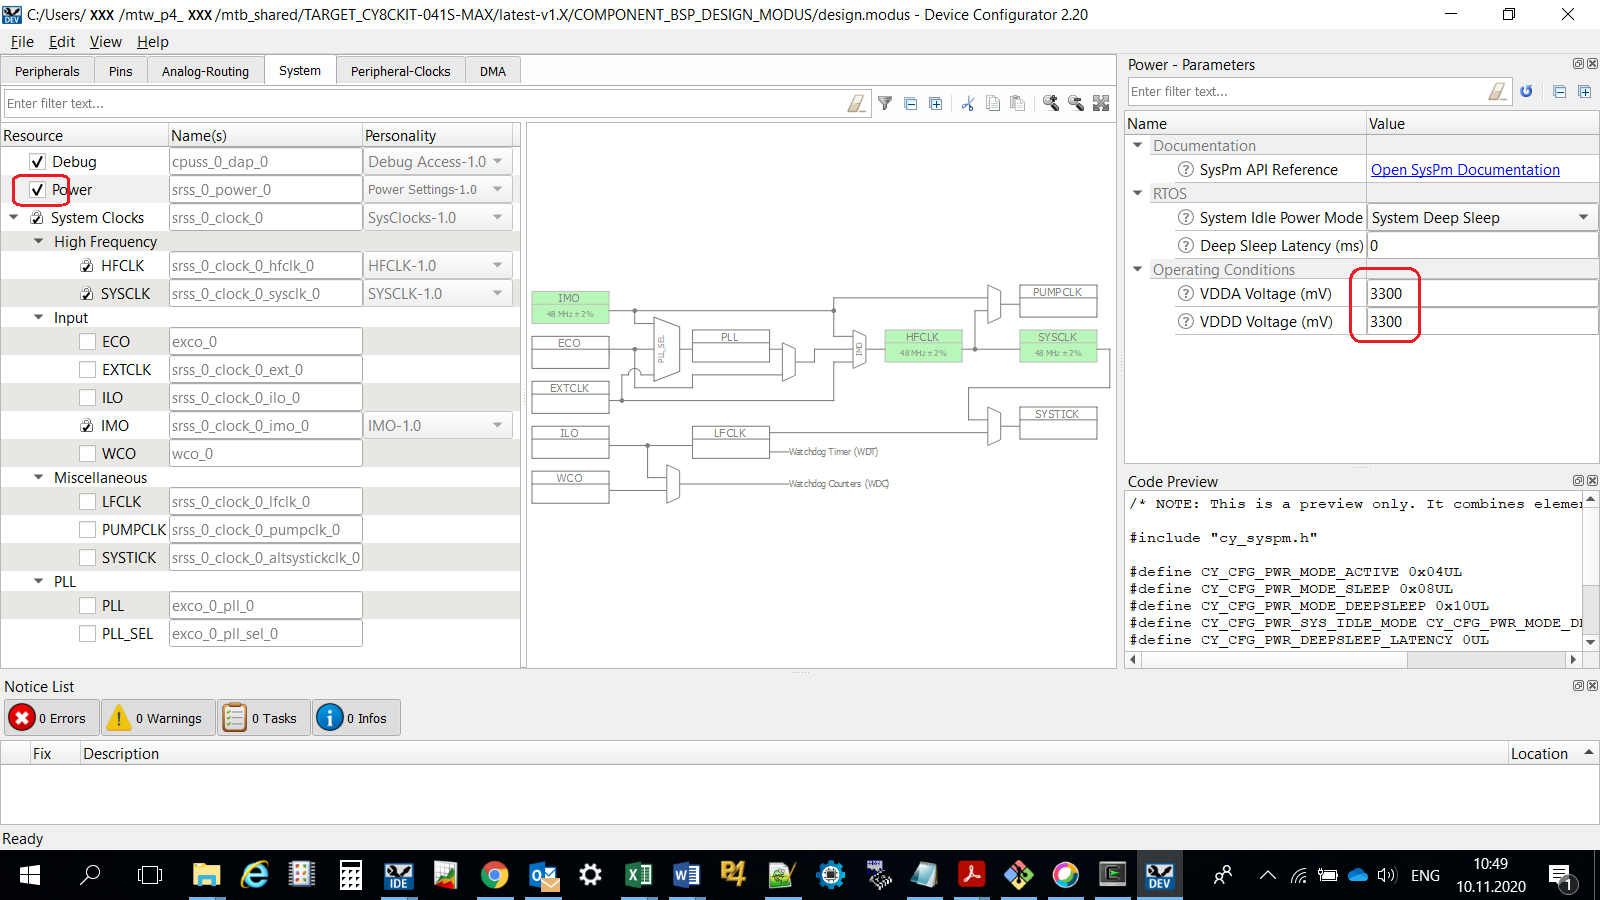 C:/Users/ XXX /mtw_p4_ XXX /mtb_shared/TARGET_CY8CKIT-041S-MAX/latest-v1.X/COMPONENT_BSP_DESIGN_MODUS/design.modus - Device Configurator 2.20
File Edit View Help
Peripherals Pins Analog-Routing System Peripheral-Clocks DMA
Enter filter text...
Resource Name(s) Personality
Debug cpuss_0_dap_0 Debug Access-1.0
Power srss_0_power_0 Power Settings-1.0
System Clocks srss_0_clock_0 SysClocks-1.0
High Frequency
HFCLK srss_0_clock_0_hfclk_0 HFCLK-1.0
SYSCLK srss_0_clock_0_sysclk_0 SYSCLK-1.0
Input
ECO exco_0
EXTCLK srss_0_clock_0_ext_0
ILO srss_0_clock_0_ilo_0
IMO srss_0_clock_0_imo_0 IMO-1.0
WCO wco_0
Miscellaneous
LFCLK srss_0_clock_0_lfclk_0
PUMPCLK srss_0_clock_0_pumpclk_0
SYSTICK srss_0_clock_0_altsystickclk_0
PLL
PLL exco_0_pll_0
PLL_SEL exco_0_pll_sel_0
IMO
48 MHz ± 2%
ECO
EXTCLK
ILO
WCO
PLL_SEL
PLL
LFCLK
IMO
HFCLK
48 MHz ± 2%
PUMPCLK
SYSCLK
48 MHz ± 2%
SYSTICK
Watchdog Timer (WDT)
Watchdog Counters (WDC)
Power - Parameters
Enter filter text...
Name Value
Documentation
SysPm API Reference Open SysPm Documentation
RTOS
System Idle Power Mode System Deep Sleep
Deep Sleep Latency (ms) 0
Operating Conditions
VDDA Voltage (mV) 3300
VDDD Voltage (mV) 3300
Code Preview
/* NOTE: This is a preview only. It combines elemen
#include "cy_syspm.h"
#define CY_CFG_PWR_MODE_ACTIVE 0x04UL
#define CY_CFG_PWR_MODE_SLEEP 0x08UL
#define CY_CFG_PWR_MODE_DEEPSLEEP 0x10UL
#define CY_CFG_PWR_SYS_IDLE_MODE CY_CFG_PWR_MODE_DE
#define CY_CFG_PWR_DEEPSLEEP_LATENCY 0UL
Notice List
0 Errors 0 Warnings 0 Tasks 0 Infos
Fix Description Location
Ready
IDE
P4
DEV
ENG
10:49
10.11.2020
1